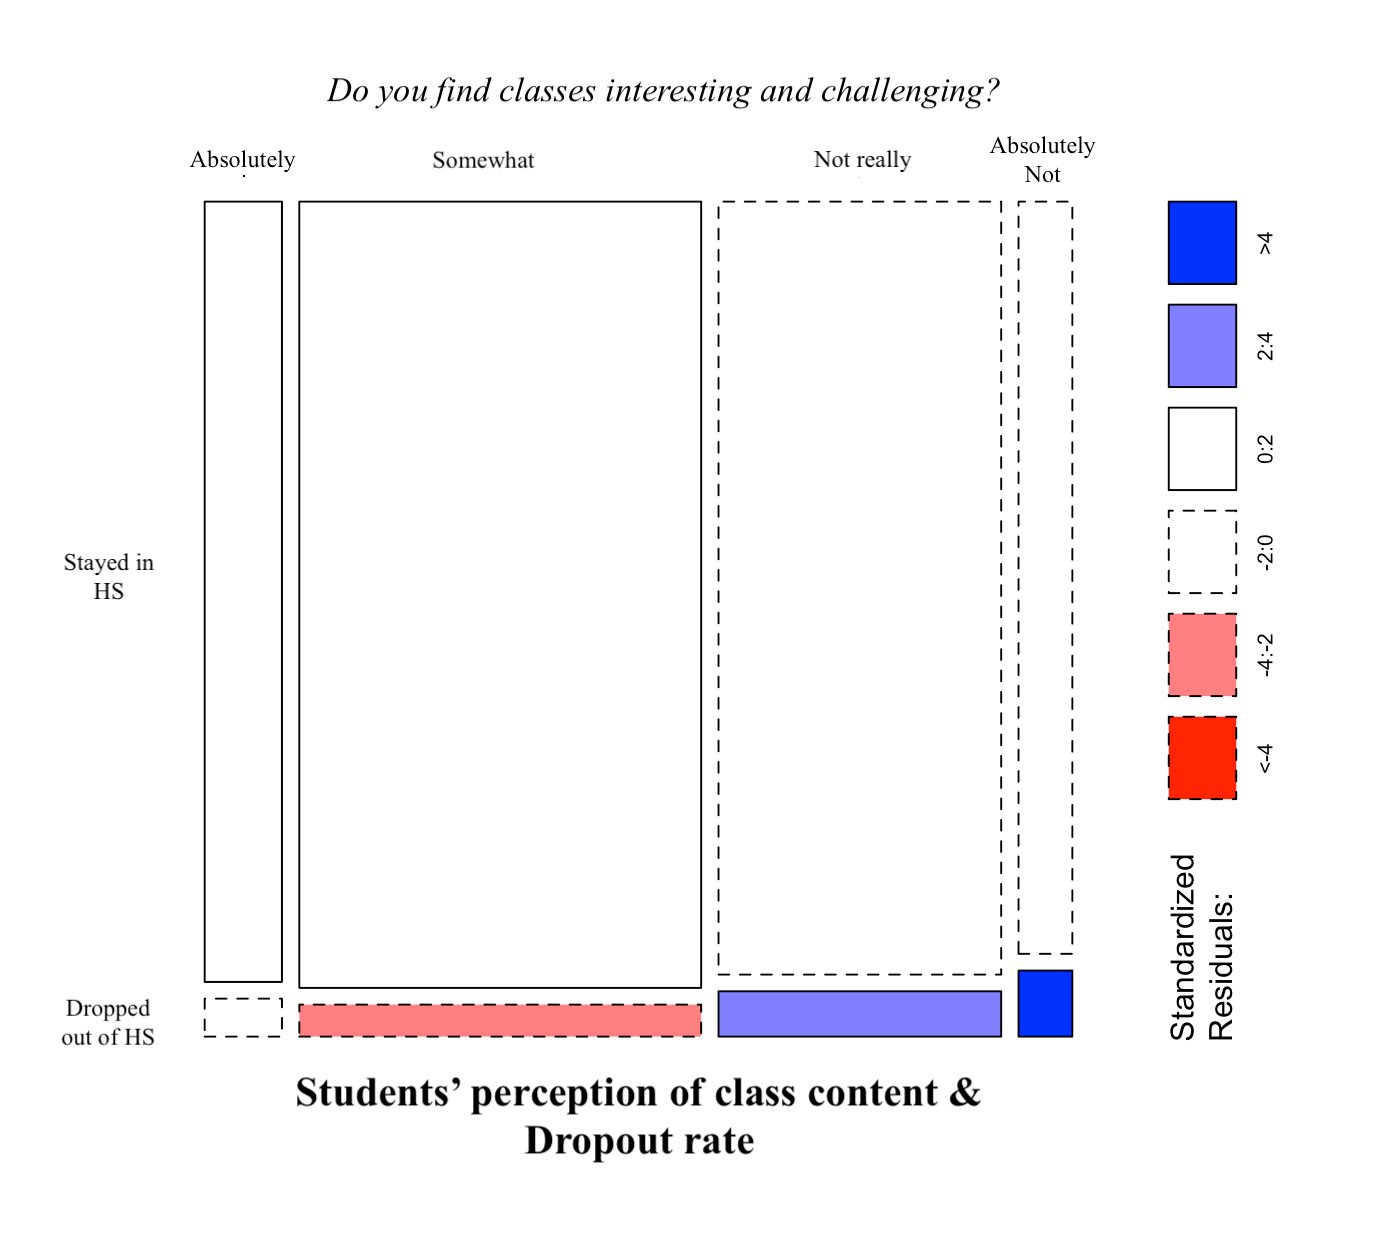 Do you find classes interesting and challenging?
Absolutely
Somewhat
Not really
Absolutely
Not
Stayed in
HS
Dropped
out of HS
>4
2:4
0:2
-2:0
-4:-2
<-4
Standardized
Residuals:
Students’ perception of class content &
Dropout rate